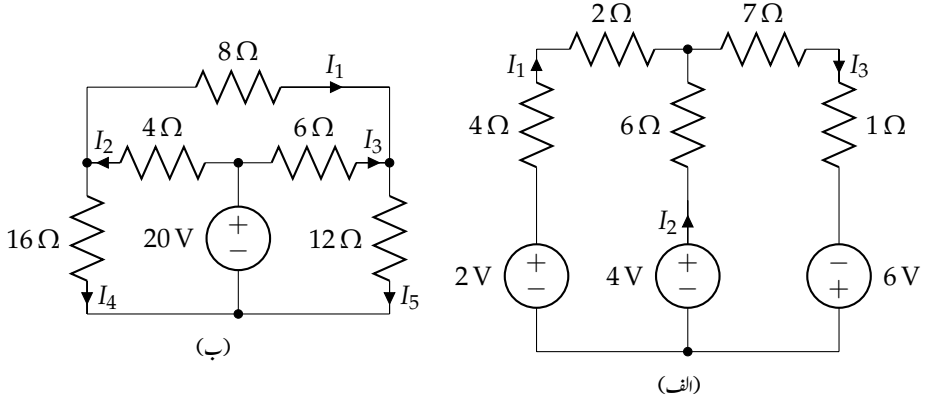 8 Ω
I₁
I₂
4 Ω
6 Ω
I₃
16 Ω
20 V
+
−
12 Ω
I₄
I₅
(ب)
2 Ω
7 Ω
I₁
I₃
4 Ω
6 Ω
1 Ω
I₂
2 V
+
−
4 V
+
−
−
+
6 V
(الف)